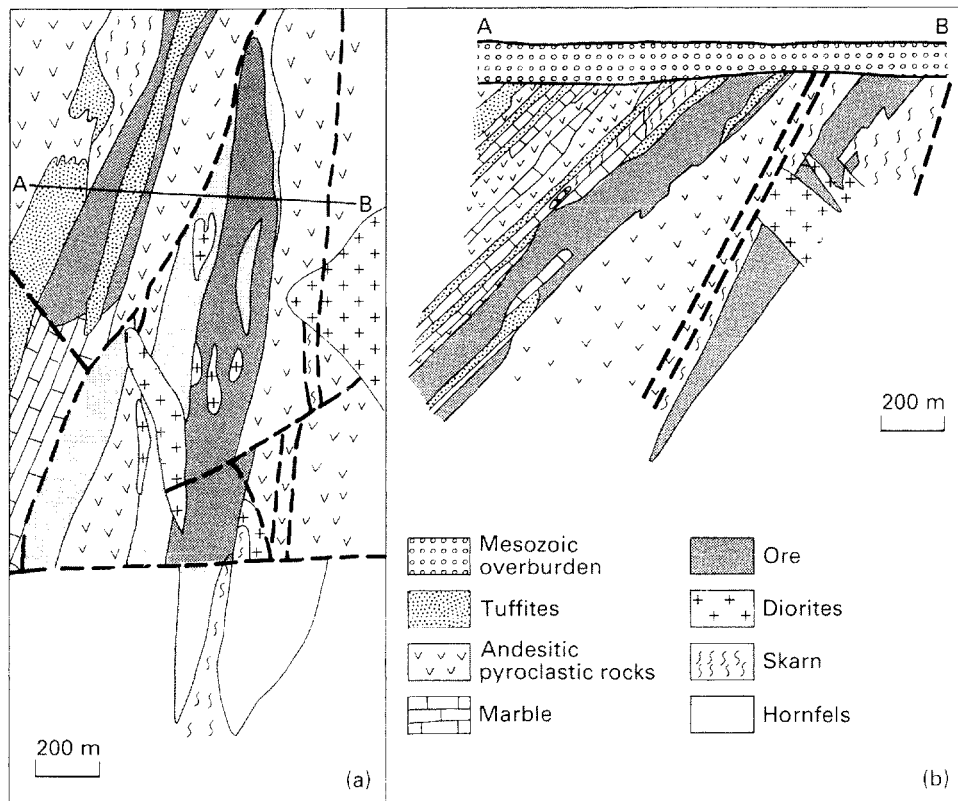 A
B
200 m
(a)
A
B
200 m
Mesozoic
overburden
Tuffites
Andesitic
pyroclastic rocks
Marble
Ore
Diorites
Skarn
Hornfels
(b)